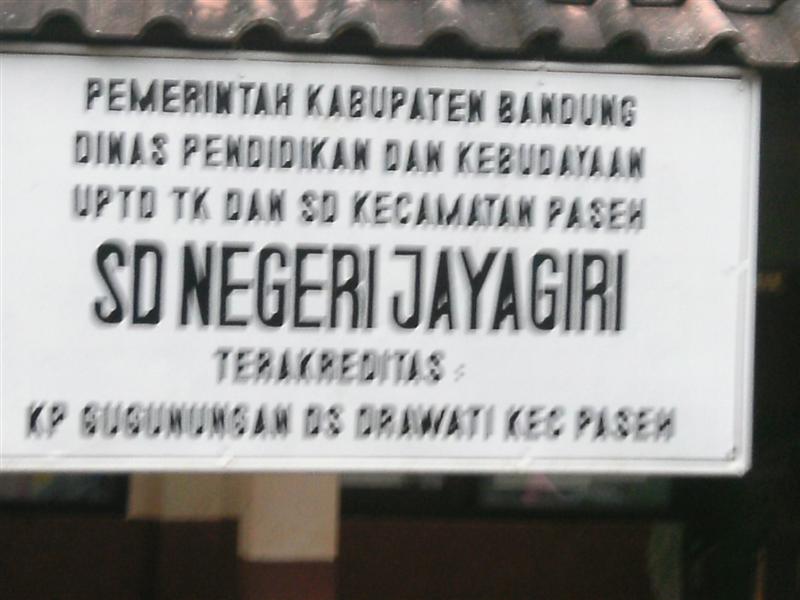 PEMERINTAH KABUPATEN BANDUNG
DINAS PENDIDIKAN DAN KEBUDAYAAN
UPTD TK DAN SD KECAMATAN PASEH
SD NEGERI JAYAGIRI
TERAKREDITAS :
KP GUGUNUNGAN DS DRAWATI KEC PASEH